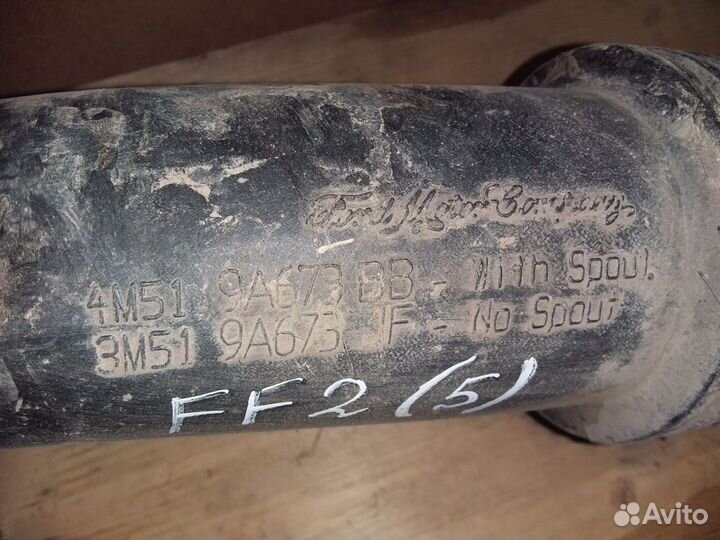 Ford Motor Company
4M51 9A673 BB - With Spout
3M51 9A673 JF - No Spout
FF2 (5)
Avito